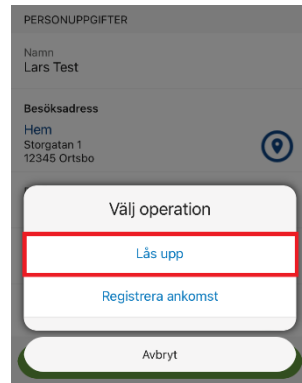 PERSONUPPGIFTER
Namn
Lars Test
Besöksadress
Hem
Storgatan 1
12345 Ortsbo
Välj operation
Lås upp
Registrera ankomst
Avbryt